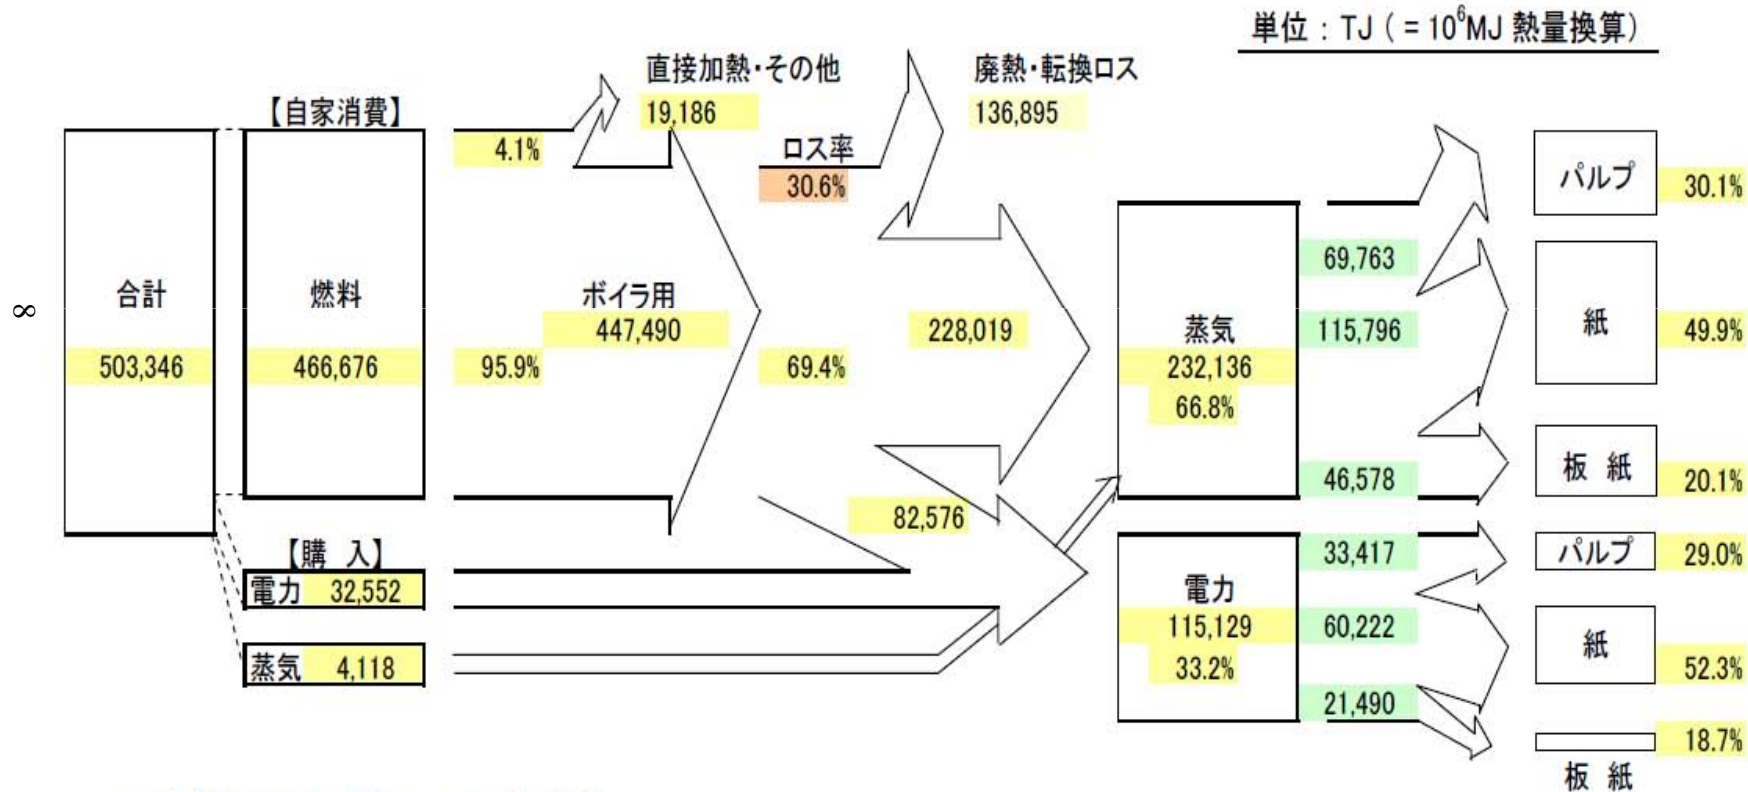 単位：TJ ( = 10⁶MJ 熱量換算)
直接加熱・その他
19,186
廃熱・転換ロス
136,895
【自家消費】
4.1%
ロス率
30.6%
合計
503,346
燃料
466,676
ボイラ用
447,490
95.9%
69.4%
228,019
82,576
蒸気
232,136
66.8%
69,763
115,796
46,578
パルプ
30.1%
紙
49.9%
板 紙
20.1%
【購 入】
電力 32,552
蒸気 4,118
電力
115,129
33.2%
33,417
60,222
21,490
パルプ
29.0%
紙
52.3%
18.7%
板 紙
8